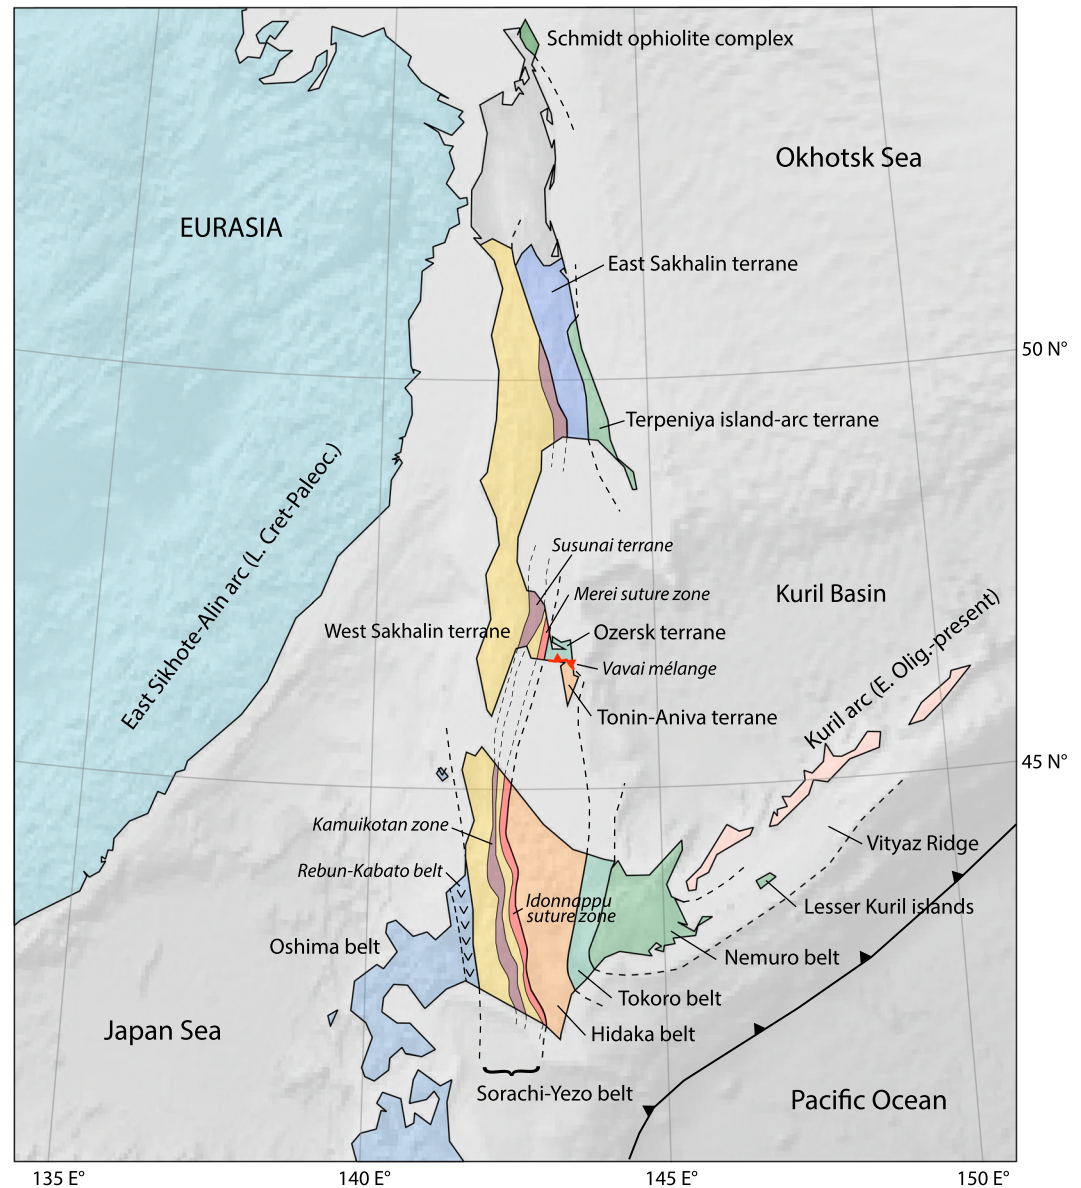 Schmidt ophiolite complex
Okhotsk Sea
EURASIA
East Sakhalin terrane
50 N°
Terpeniya island-arc terrane
East Sikhote-Alin arc (L. Cret-Paleoc.)
Susunai terrane
Merei suture zone
Kuril Basin
West Sakhalin terrane
Ozersk terrane
Vavai mélange
Kuril arc (E. Olig.-present)
Tonin-Aniva terrane
45 N°
Kamuikotan zone
Vityaz Ridge
Rebun-Kabato belt
Idonnappu
suture zone
Lesser Kuril islands
Oshima belt
Nemuro belt
Tokoro belt
Japan Sea
Hidaka belt
Sorachi-Yezo belt
Pacific Ocean
135 E°
140 E°
145 E°
150 E°